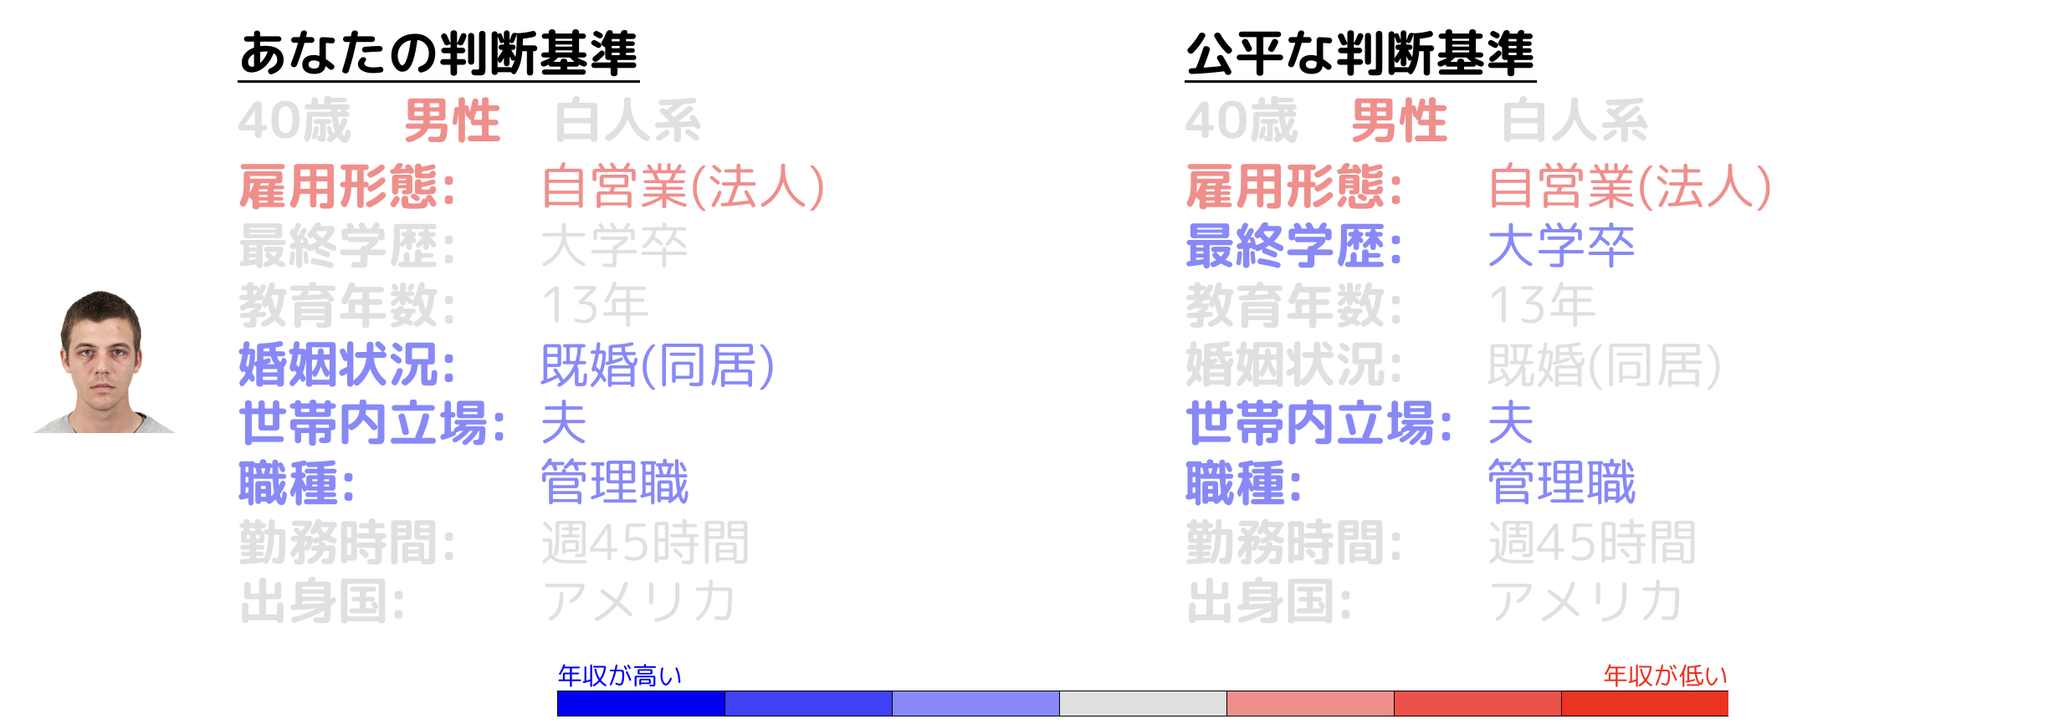 あなたの判断基準
40歳 男性 白人系
雇用形態: 自営業(法人)
最終学歴: 大学卒
教育年数: 13年
婚姻状況: 既婚(同居)
世帯内立場: 夫
職種: 管理職
勤務時間: 週45時間
出身国: アメリカ
公平な判断基準
40歳 男性 白人系
雇用形態: 自営業(法人)
最終学歴: 大学卒
教育年数: 13年
婚姻状況: 既婚(同居)
世帯内立場: 夫
職種: 管理職
勤務時間: 週45時間
出身国: アメリカ
年収が高い
年収が低い